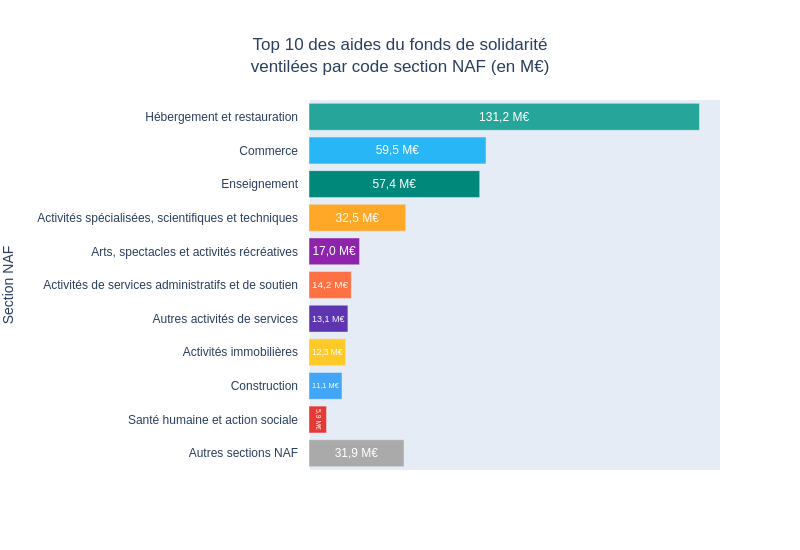 Top 10 des aides du fonds de solidarité
ventilées par code section NAF (en M€)
Section NAF
Hébergement et restauration 131,2 M€
Commerce 59,5 M€
Enseignement 57,4 M€
Activités spécialisées, scientifiques et techniques 32,5 M€
Arts, spectacles et activités récréatives 17,0 M€
Activités de services administratifs et de soutien 14,2 M€
Autres activités de services 13,1 M€
Activités immobilières 12,3 M€
Construction 11,1 M€
Santé humaine et action sociale 5,9 M€
Autres sections NAF 31,9 M€